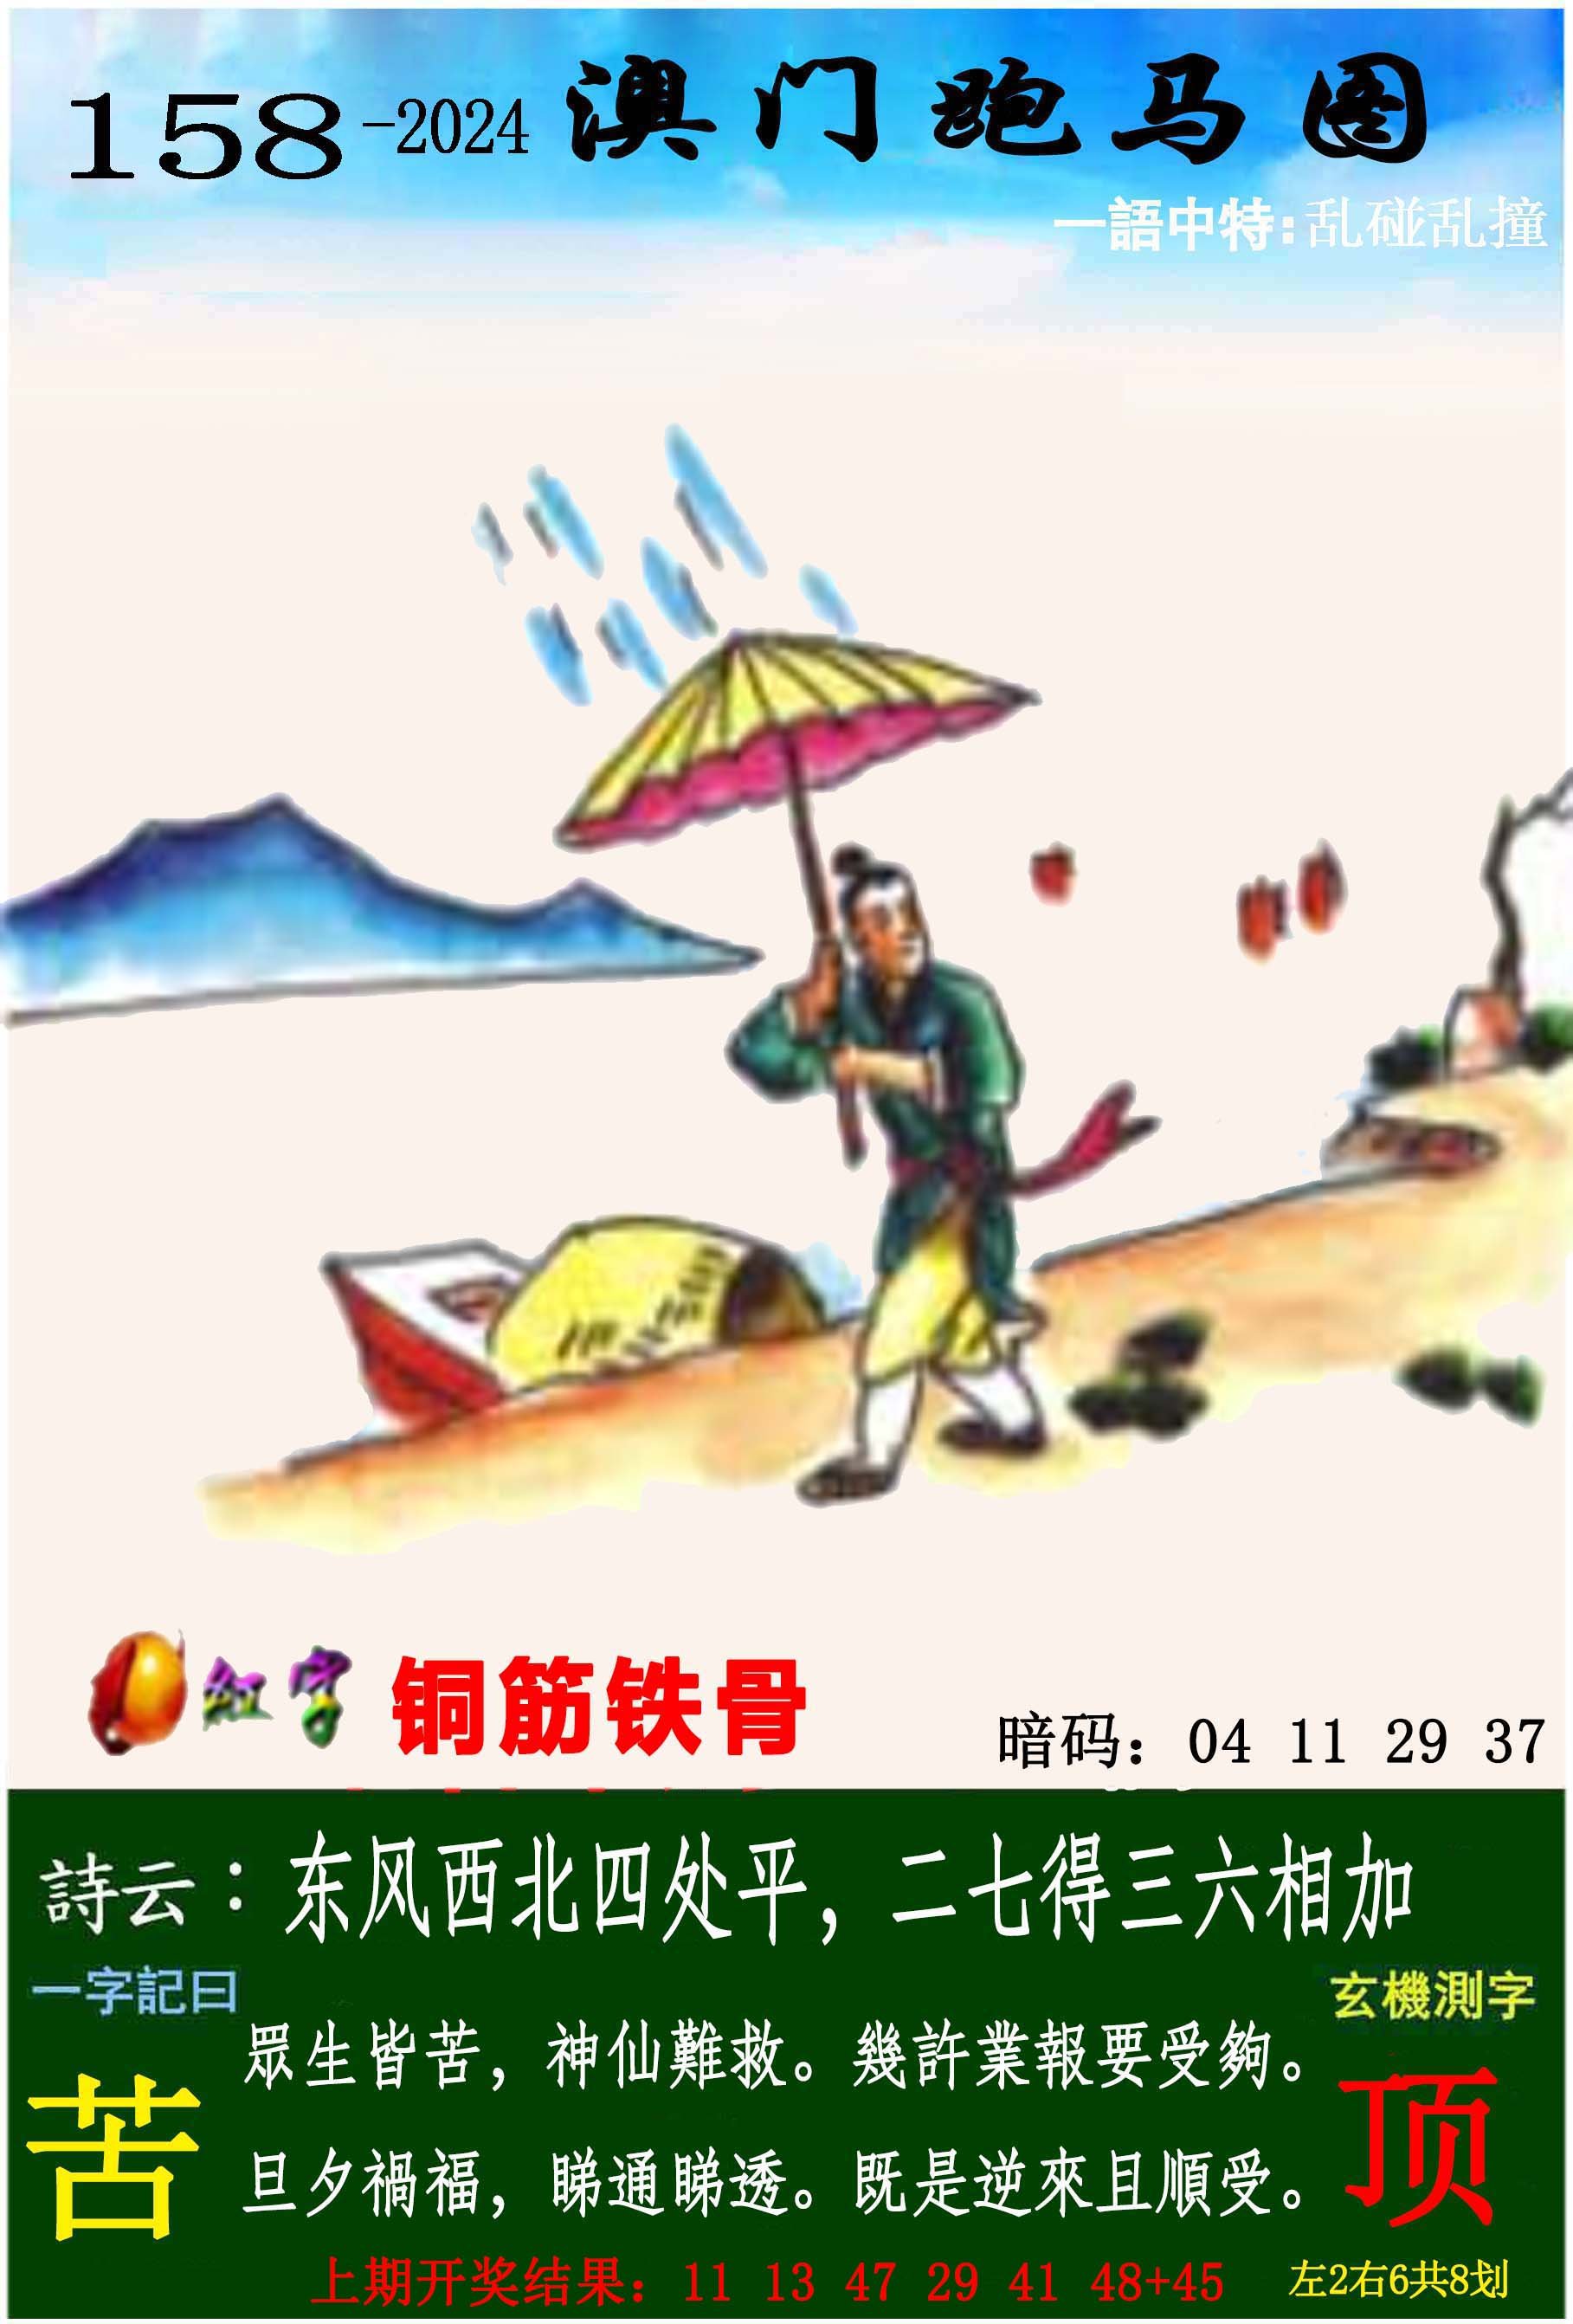 158-2024 澳门跑马图
一語中特:乱碰乱撞
红字 铜筋铁骨
暗码：04 11 29 37
詩云：东风西北四处平，二七得三六相加
一字記曰
玄機測字
眾生皆苦，神仙難救。幾許業報要受夠。
苦
顶
旦夕禍福，睇通睇透。既是逆來且順受。
上期开奖结果：11 13 47 29 41 48+45
左2右6共8划